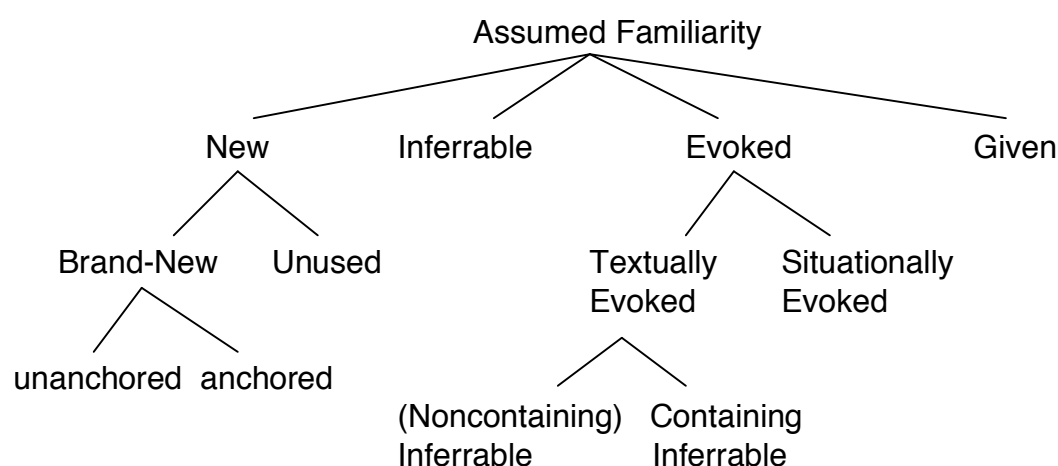 Assumed Familiarity
New Inferrable Evoked Given
Brand-New Unused Textually Situationally
Evoked Evoked
unanchored anchored
(Noncontaining) Containing
Inferrable Inferrable